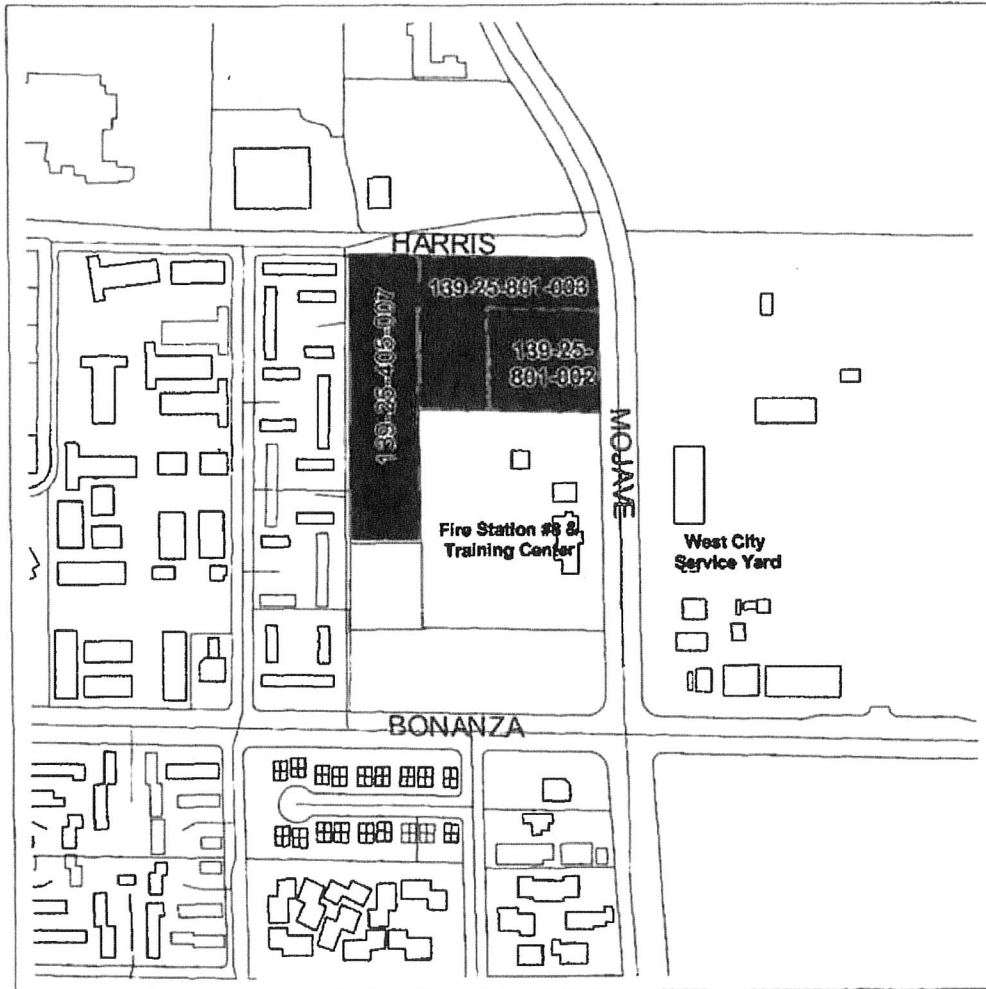 HARRIS
139-25-405-007
139-25-801-003
139-25-
801-002
MOJAVE
Fire Station #8 &
Training Center
West City
Service Yard
BONANZA